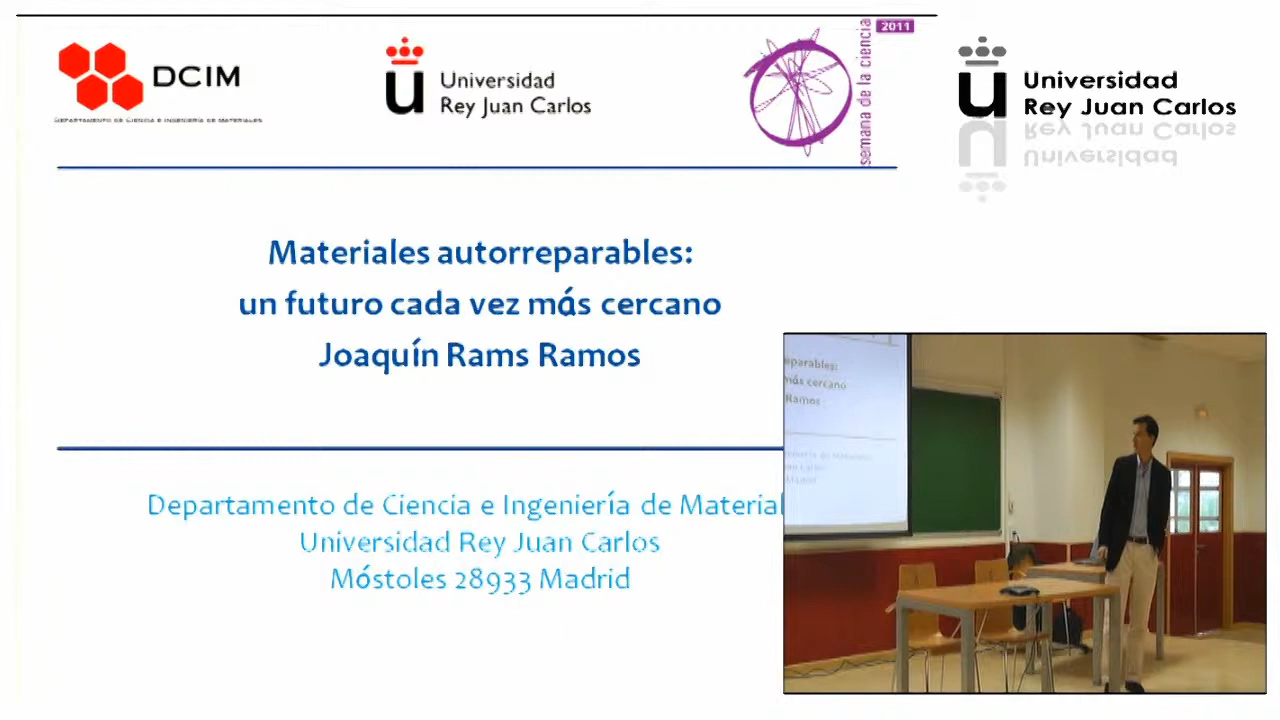 DCIM
DEPARTAMENTO DE CIENCIA E INGENIERÍA DE MATERIALES
Universidad
Rey Juan Carlos
semana de la ciencia
2011
Universidad
Rey Juan Carlos
Materiales autorreparables:
un futuro cada vez más cercano
Joaquín Rams Ramos
Departamento de Ciencia e Ingeniería de Material
Universidad Rey Juan Carlos
Móstoles 28933 Madrid
eparables:
más cercano
Ramos